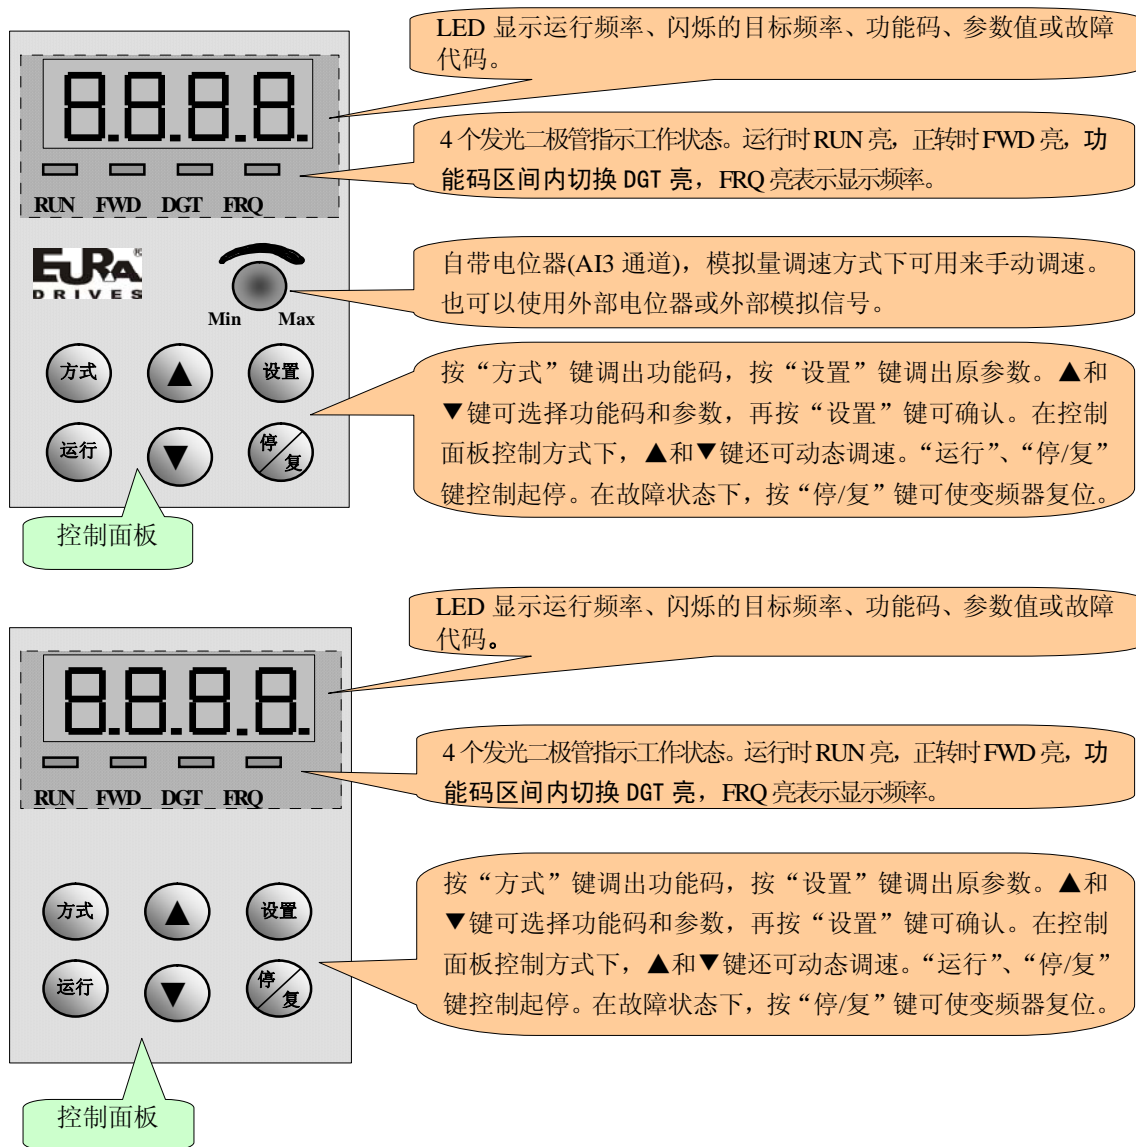 LED 显示运行频率、闪烁的目标频率、功能码、参数值或故障
代码。
8.8.8.8.
4 个发光二极管指示工作状态。运行时 RUN 亮，正转时 FWD 亮，功
能码区间内切换 DGT 亮，FRQ 亮表示显示频率。
RUN FWD DGT FRQ
EURA®
DRIVES
自带电位器(AI3 通道)，模拟量调速方式下可用来手动调速。
也可以使用外部电位器或外部模拟信号。
Min Max
方式 ▲ 设置
运行 ▼ 停/复
按“方式”键调出功能码，按“设置”键调出原参数。▲和
▼键可选择功能码和参数，再按“设置”键可确认。在控制
面板控制方式下，▲和▼键还可动态调速。“运行”、“停/复”
键控制起停。在故障状态下，按“停/复”键可使变频器复位。
控制面板
LED 显示运行频率、闪烁的目标频率、功能码、参数值或故障
代码。
8.8.8.8.
4 个发光二极管指示工作状态。运行时 RUN 亮，正转时 FWD 亮，功
能码区间内切换 DGT 亮，FRQ 亮表示显示频率。
RUN FWD DGT FRQ
方式 ▲ 设置
运行 ▼ 停/复
按“方式”键调出功能码，按“设置”键调出原参数。▲和
▼键可选择功能码和参数，再按“设置”键可确认。在控制
面板控制方式下，▲和▼键还可动态调速。“运行”、“停/复”
键控制起停。在故障状态下，按“停/复”键可使变频器复位。
控制面板